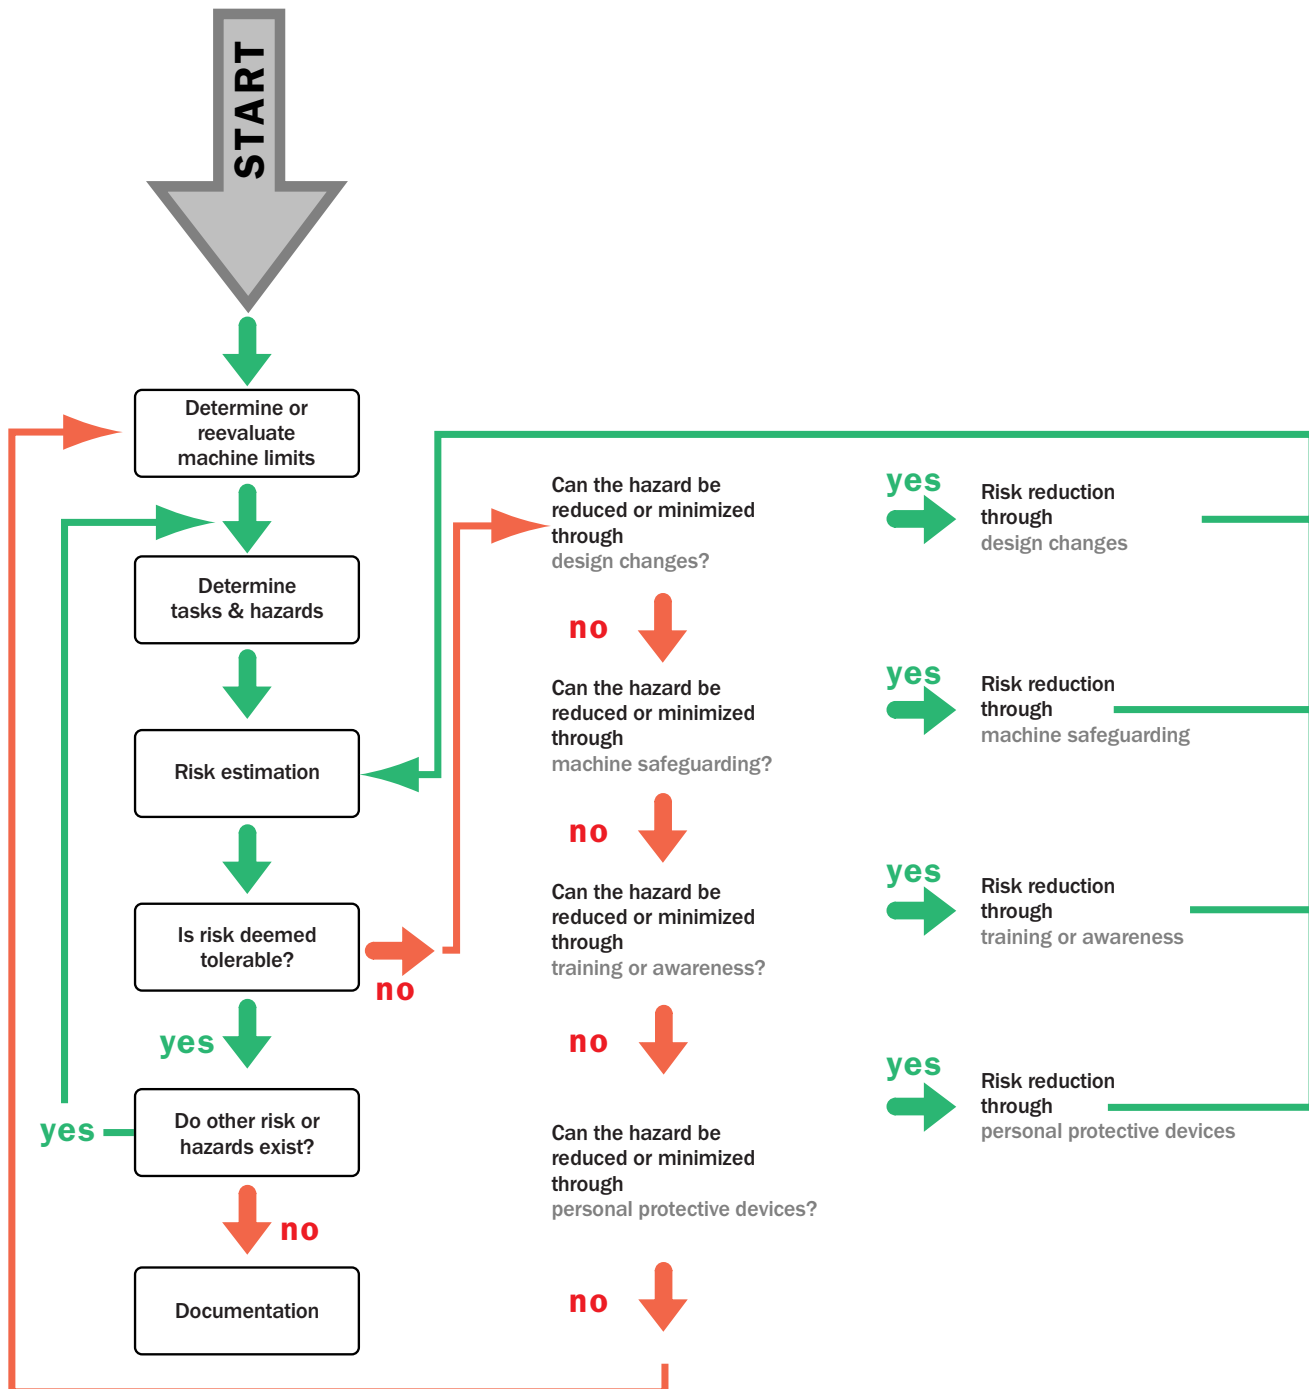 START
Determine or
reevaluate
machine limits
Determine
tasks & hazards
Risk estimation
Is risk deemed
tolerable?
no
yes
Do other risk or
hazards exist?
yes
no
Documentation
Can the hazard be
reduced or minimized
through
design changes?
yes
Risk reduction
through
design changes
no
Can the hazard be
reduced or minimized
through
machine safeguarding?
yes
Risk reduction
through
machine safeguarding
no
Can the hazard be
reduced or minimized
through
training or awareness?
yes
Risk reduction
through
training or awareness
no
Can the hazard be
reduced or minimized
through
personal protective devices?
yes
Risk reduction
through
personal protective devices
no